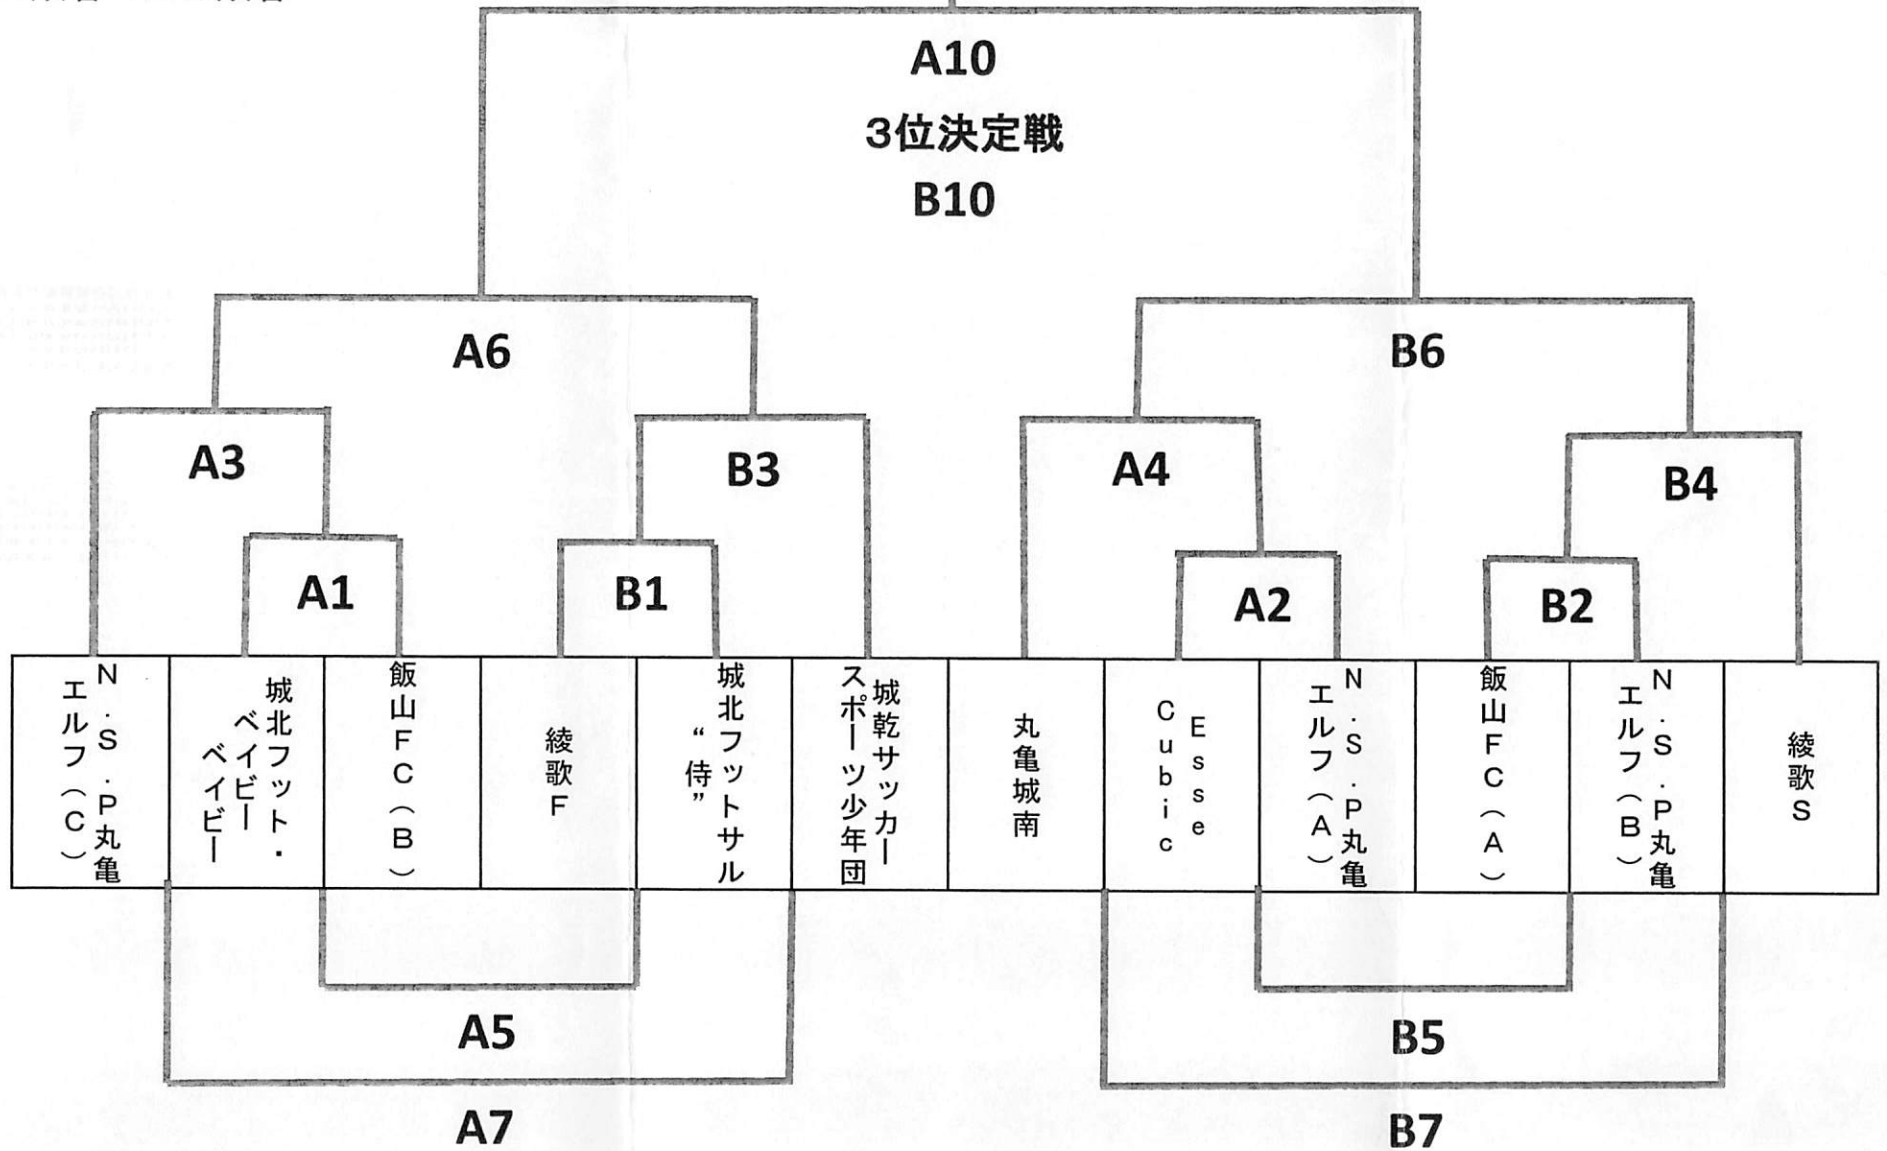 A10
3位決定戦
B10
A6
B6
A3
B3
A4
B4
A1
B1
A2
B2
N.S.P丸亀
エルフ(C)
城北フット・
ベイビー
ベイビー
飯山FC(B)
綾歌F
城北フットサル
“侍”
城乾サッカー
スポーツ少年団
丸亀城南
Esse
Cubic
N.S.P丸亀
エルフ(A)
飯山FC(A)
N.S.P丸亀
エルフ(B)
綾歌S
A5
B5
A7
B7